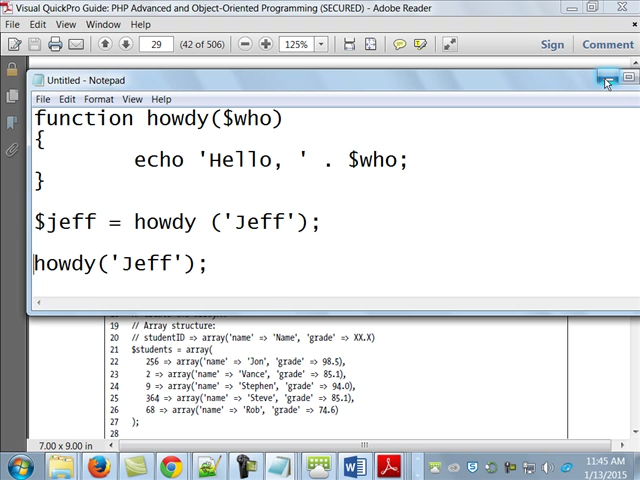 Visual QuickPro Guide: PHP Advanced and Object-Oriented Programming (SECURED) - Adobe Reader
File Edit View Window Help
29 (42 of 506) 125% Sign Comment
Untitled - Notepad
File Edit Format View Help
function howdy($who)
{
echo 'Hello, ' . $who;
}
$jeff = howdy ('Jeff');
howdy('Jeff');
19 // Array structure:
20 // studentID => array('name' => 'Name', 'grade' => XX.X)
21 $students = array(
22 256 => array('name' => 'Jon', 'grade' => 98.5),
23 2 => array('name' => 'Vance', 'grade' => 85.1),
24 9 => array('name' => 'Stephen', 'grade' => 94.0),
25 364 => array('name' => 'Steve', 'grade' => 85.1),
26 68 => array('name' => 'Rob', 'grade' => 74.6)
27 );
28
7.00 x 9.00 in
11:45 AM
1/13/2015